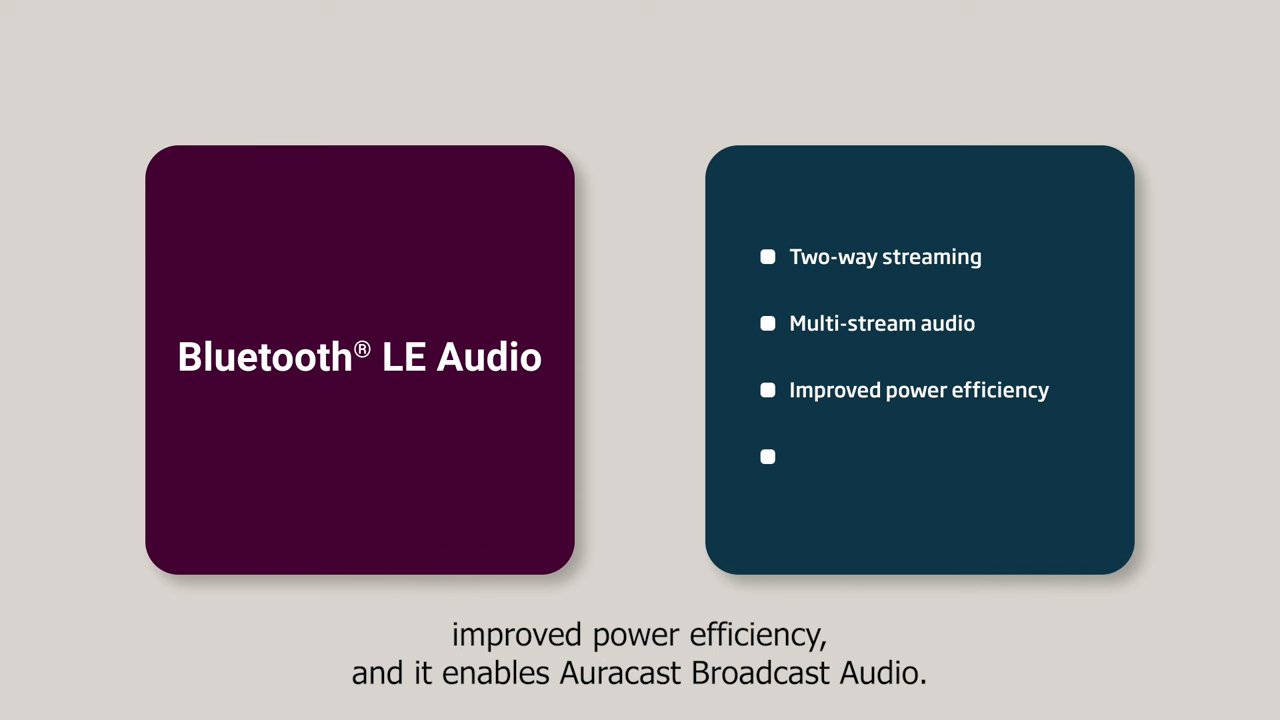 Bluetooth® LE Audio
Two-way streaming
Multi-stream audio
Improved power efficiency
improved power efficiency,
and it enables Auracast Broadcast Audio.